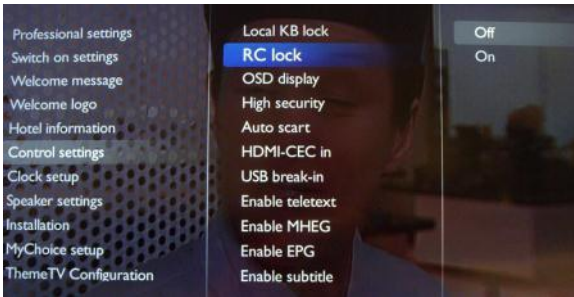 Professional settings
Switch on settings
Welcome message
Welcome logo
Hotel information
Control settings
Clock setup
Speaker settings
Installation
MyChoice setup
ThemeTV Configuration
Local KB lock
RC lock
OSD display
High security
Auto scart
HDMI-CEC in
USB break-in
Enable teletext
Enable MHEG
Enable EPG
Enable subtitle
Off
On